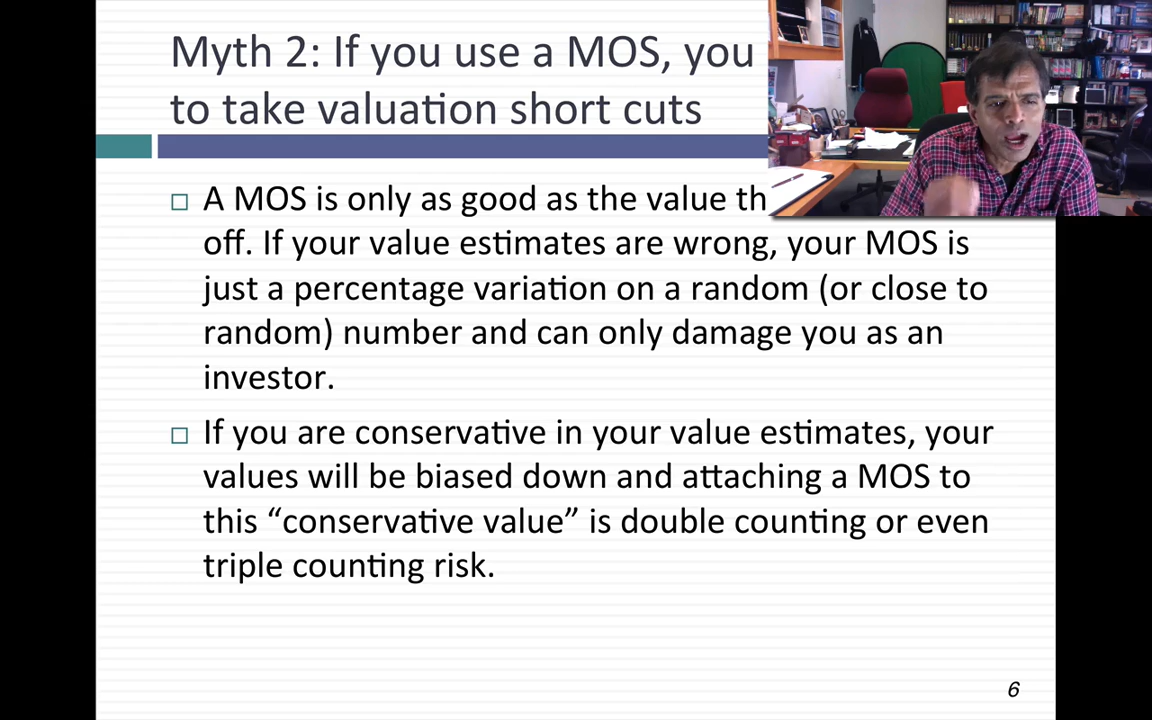 Myth 2: If you use a MOS, you
to take valuation short cuts
A MOS is only as good as the value th
off. If your value estimates are wrong, your MOS is
just a percentage variation on a random (or close to
random) number and can only damage you as an
investor.
If you are conservative in your value estimates, your
values will be biased down and attaching a MOS to
this “conservative value” is double counting or even
triple counting risk.
6